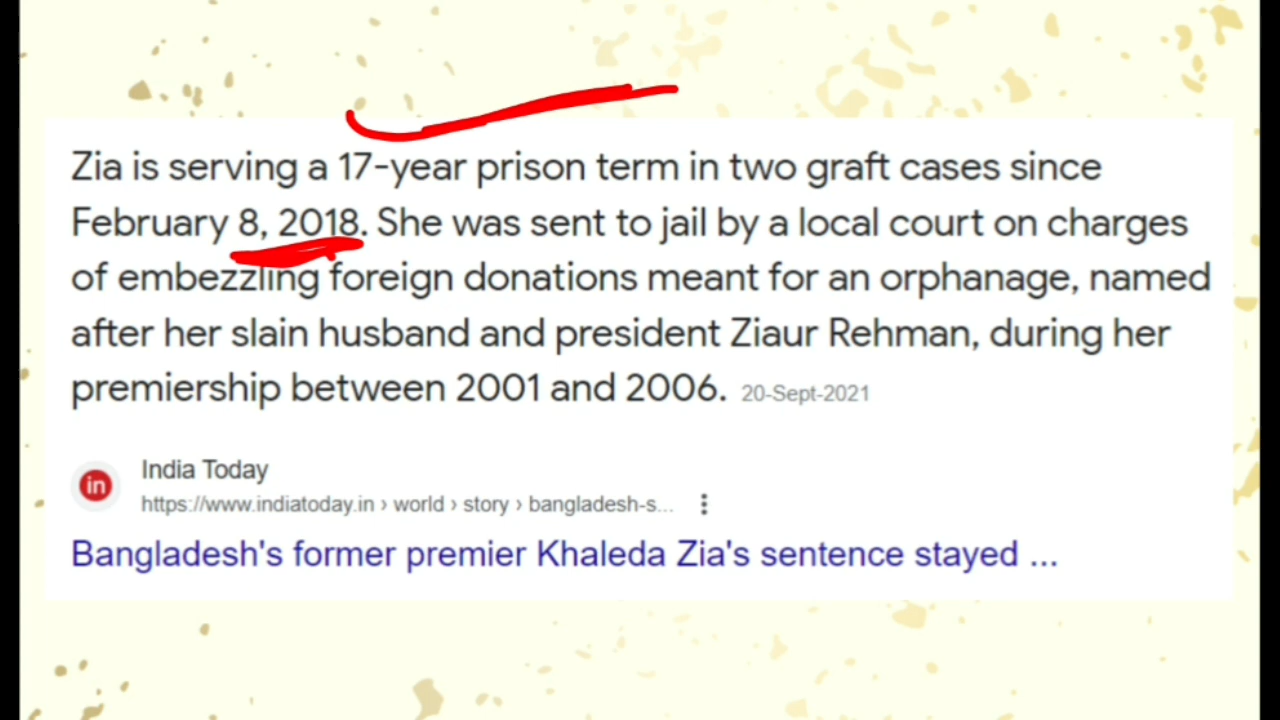 Zia is serving a 17-year prison term in two graft cases since
February 8, 2018. She was sent to jail by a local court on charges
of embezzling foreign donations meant for an orphanage, named
after her slain husband and president Ziaur Rehman, during her
premiership between 2001 and 2006. 20-Sept-2021
in
India Today
https://www.indiatoday.in › world › story › bangladesh-s...
Bangladesh's former premier Khaleda Zia's sentence stayed ...